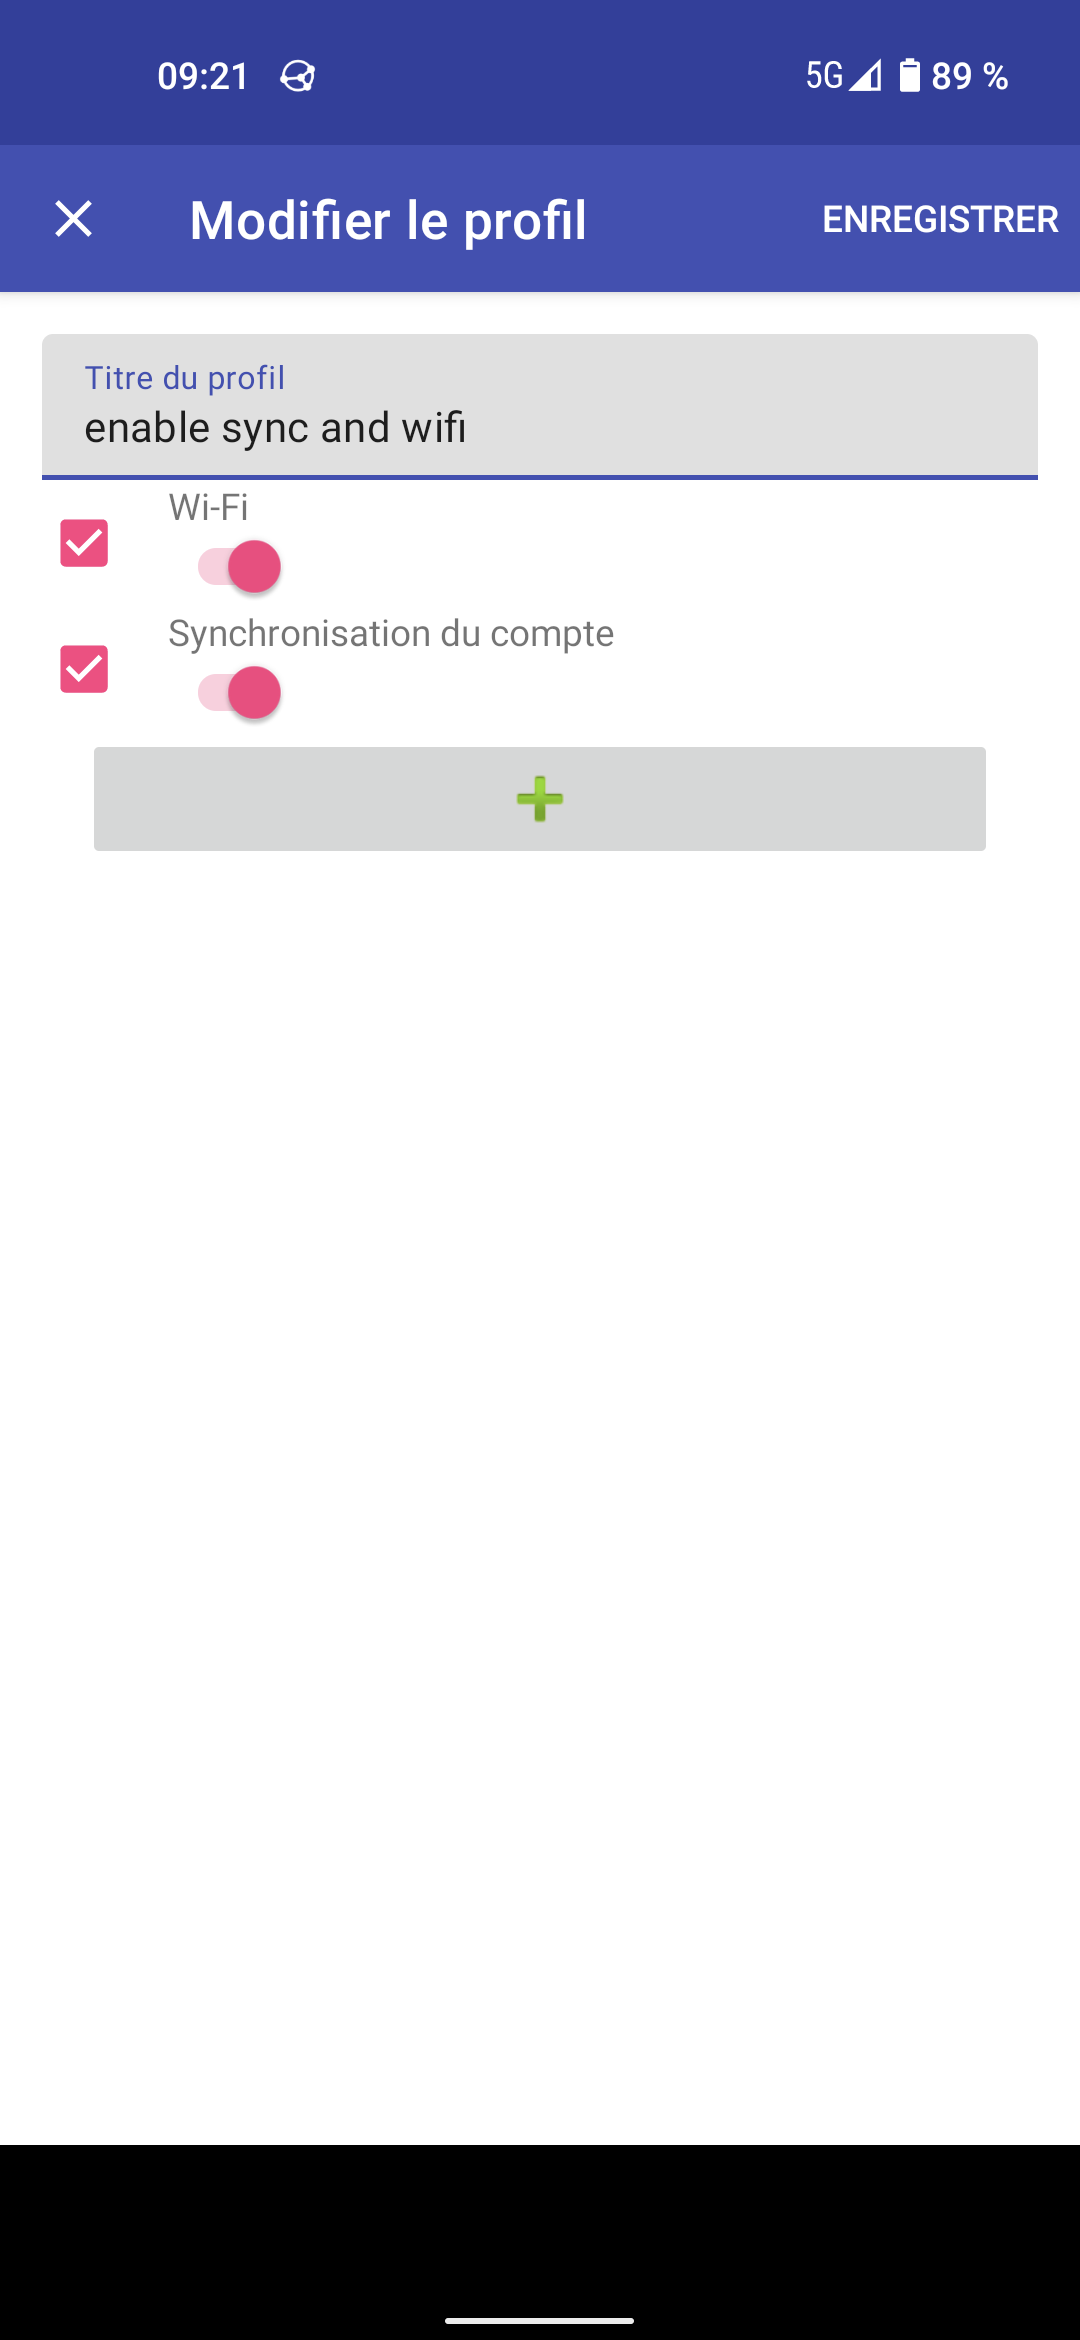 09:21
5G 89 %
Modifier le profil
ENREGISTRER
Titre du profil
enable sync and wifi
Wi-Fi
Synchronisation du compte